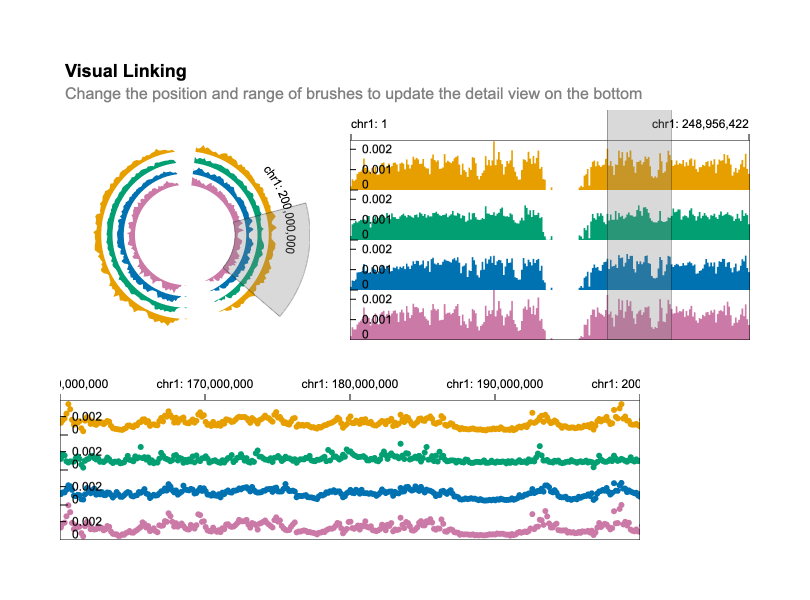 Visual Linking
Change the position and range of brushes to update the detail view on the bottom
chr1: 200,000,000
chr1: 1
chr1: 248,956,422
0.002
0.001
0
0.002
0.001
0
0.002
0.001
0
0.002
0.001
0
0,000,000
chr1: 170,000,000
chr1: 180,000,000
chr1: 190,000,000
chr1: 200
0.002
0
0.002
0
0.002
0
0.002
0